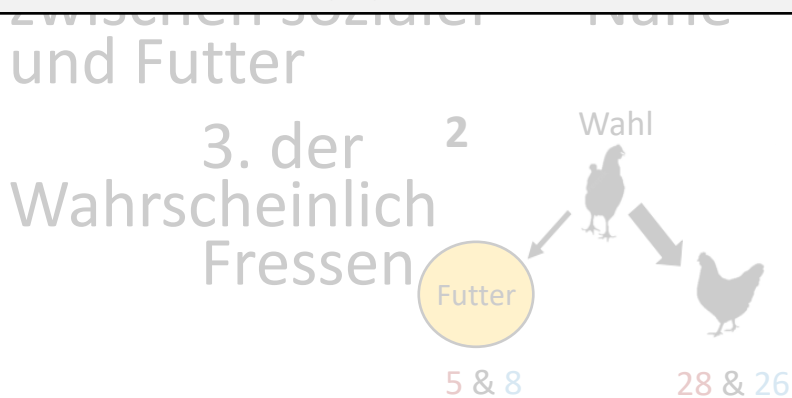 und Futter
3. der
2
Wahl
Wahrscheinlich
Fressen
Futter
5 & 8
28 & 26